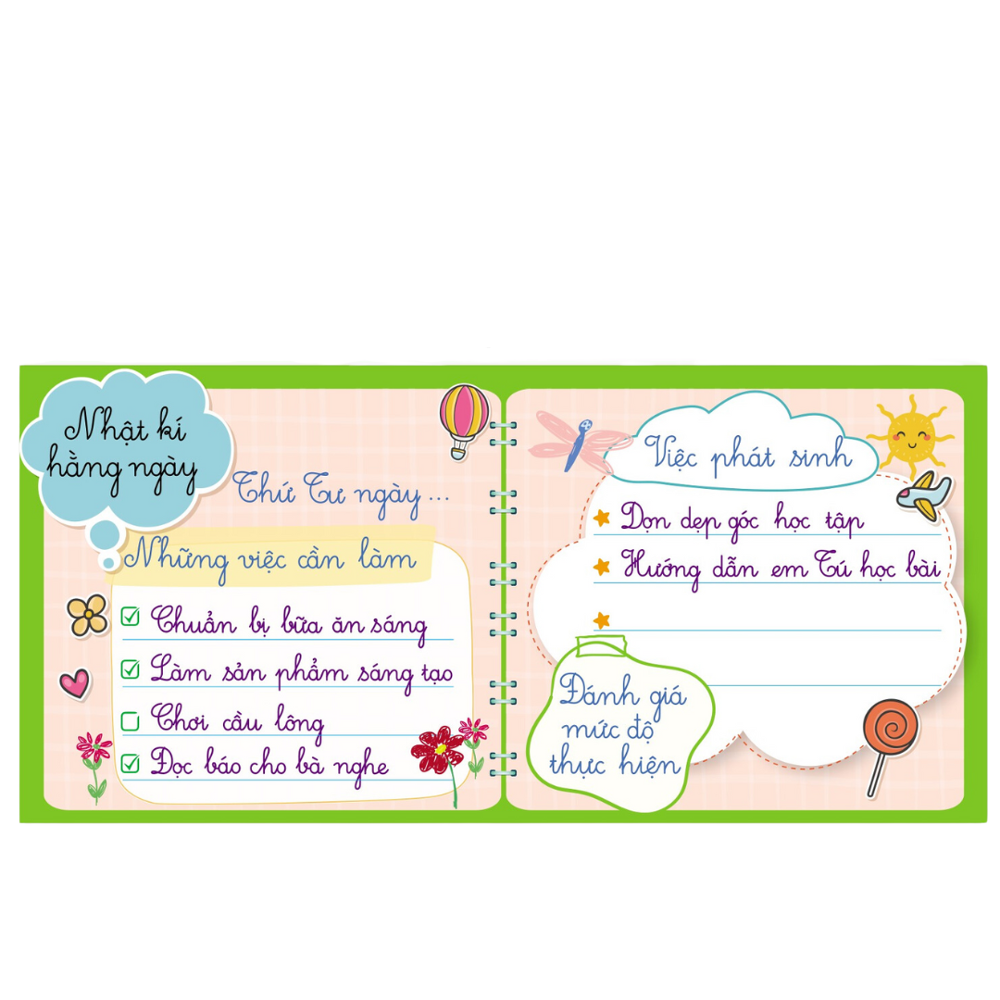 Nhật kí
hằng ngày
Thứ Tư ngày...
Những việc cần làm
Chuẩn bị bữa ăn sáng
Làm sản phẩm sáng tạo
Chơi cầu lông
Đọc báo cho bà nghe
Việc phát sinh
Dọn dẹp góc học tập
Hướng dẫn em Tú học bài
Đánh giá
mức độ
thực hiện